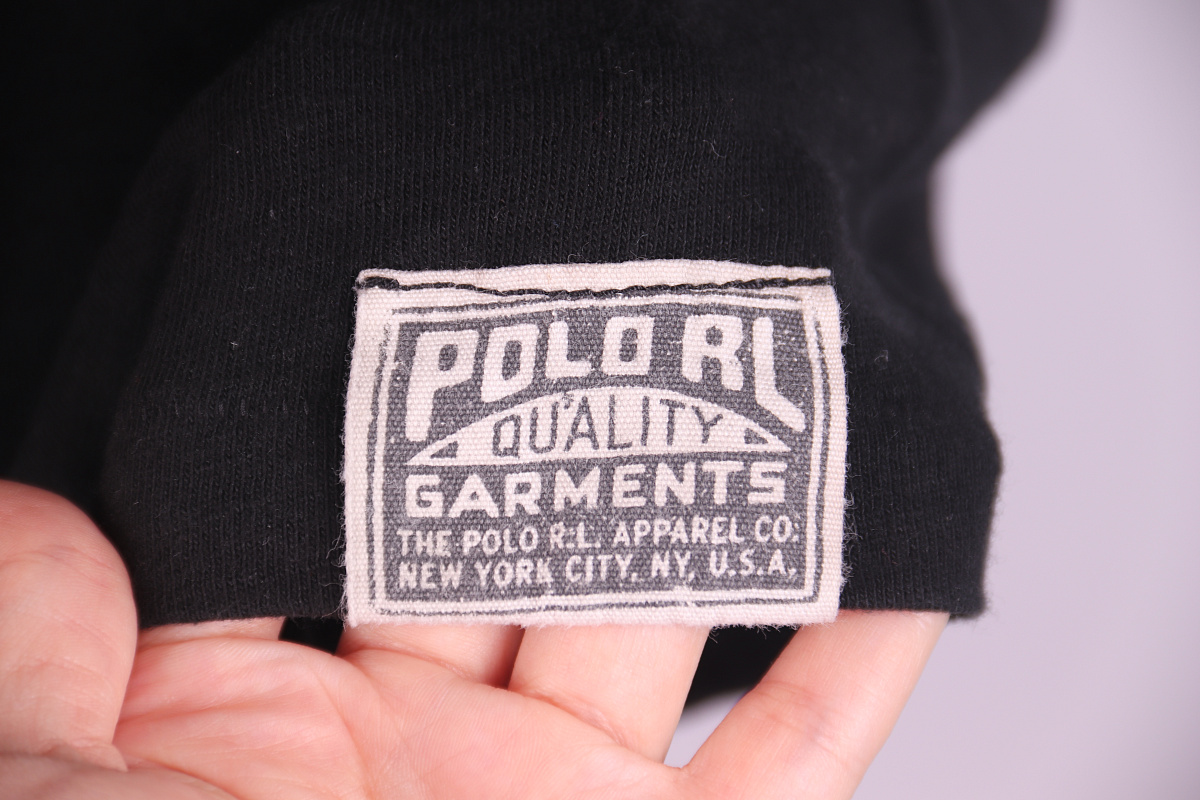 POLO RL
QUALITY
GARMENTS
THE POLO R.L. APPAREL CO.
NEW YORK CITY, NY, U.S.A.